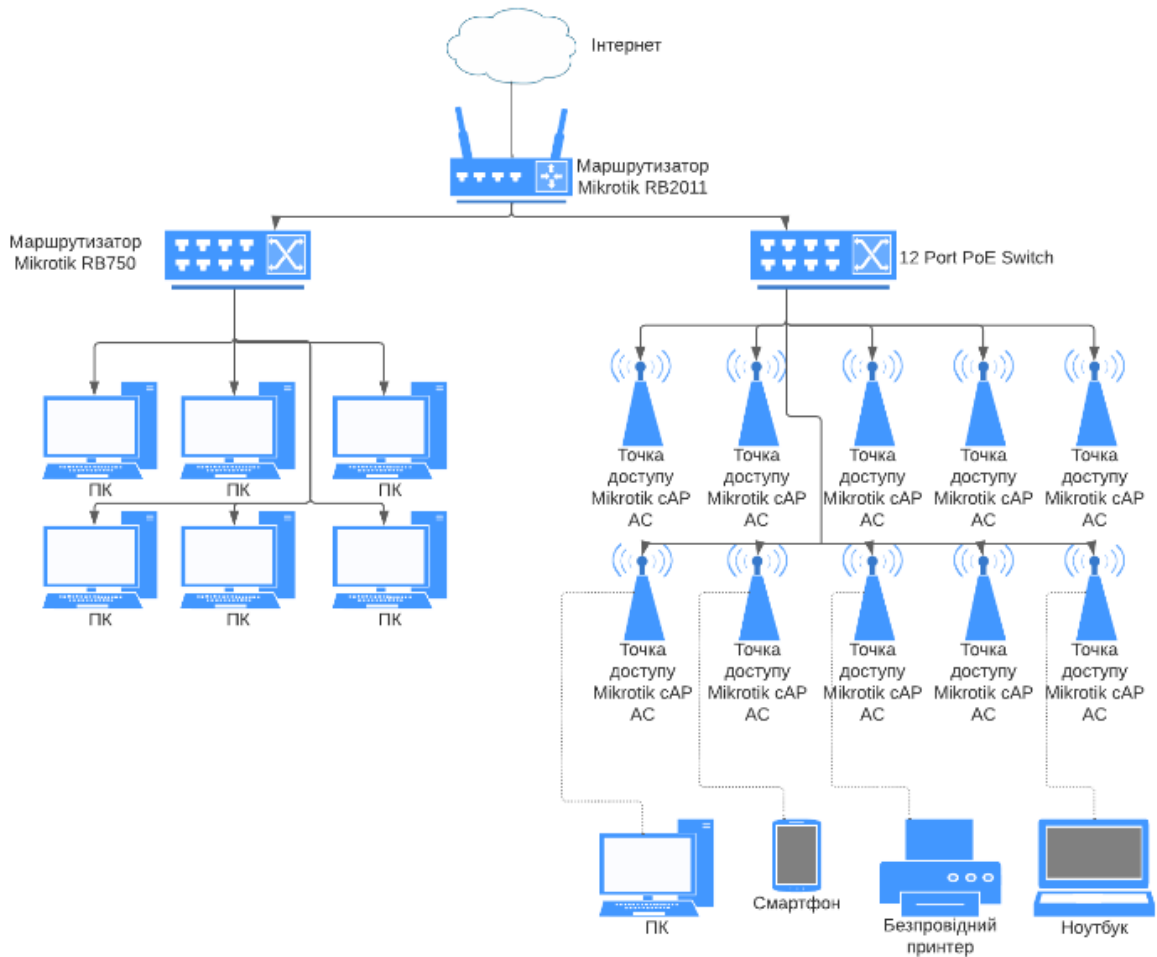 Інтернет
Маршрутизатор
Mikrotik RB2011
Маршрутизатор
Mikrotik RB750
12 Port PoE Switch
ПК
ПК
ПК
ПК
ПК
ПК
Точка
доступу
Mikrotik cAP
AC
Точка
доступу
Mikrotik cAP
AC
Точка
доступу
Mikrotik cAP
AC
Точка
доступу
Mikrotik cAP
AC
Точка
доступу
Mikrotik cAP
AC
Точка
доступу
Mikrotik cAP
AC
Точка
доступу
Mikrotik cAP
AC
Точка
доступу
Mikrotik cAP
AC
Точка
доступу
Mikrotik cAP
AC
Точка
доступу
Mikrotik cAP
AC
ПК
Смартфон
Безпровідний
принтер
Ноутбук